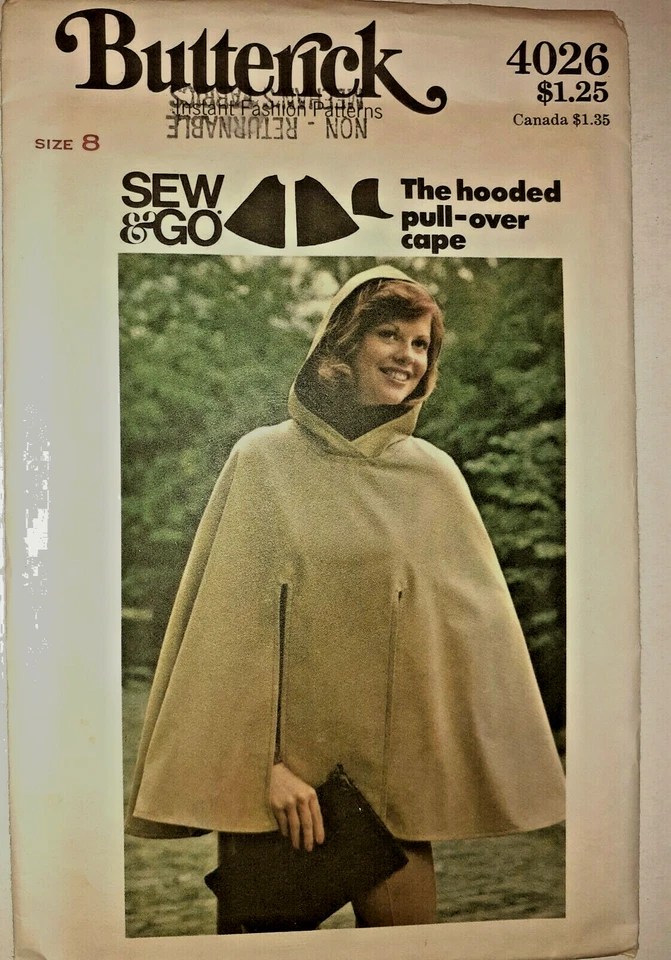 Butterick
4026
$1.25
Canada $1.35
Instant Fashion Patterns
NON - RETURNABLE
SIZE 8
SEW
&GO
The hooded
pull-over
cape